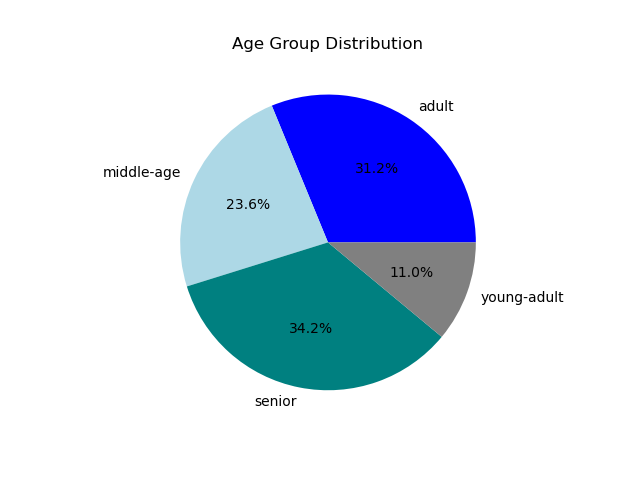 Age Group Distribution
adult
31.2%
middle-age
23.6%
11.0%
young-adult
34.2%
senior